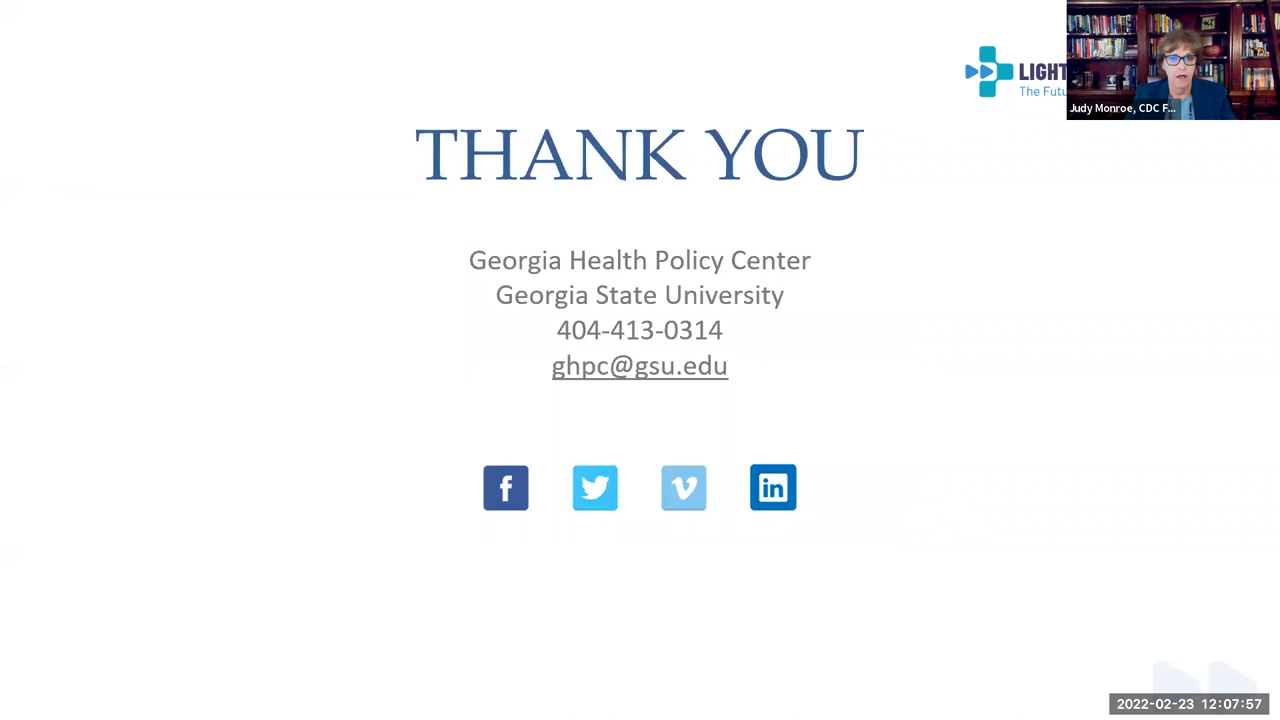 LIGHT
The Futu
Judy Monroe, CDC F...
THANK YOU
Georgia Health Policy Center
Georgia State University
404-413-0314
ghpc@gsu.edu
f
in
2022-02-23 12:07:57